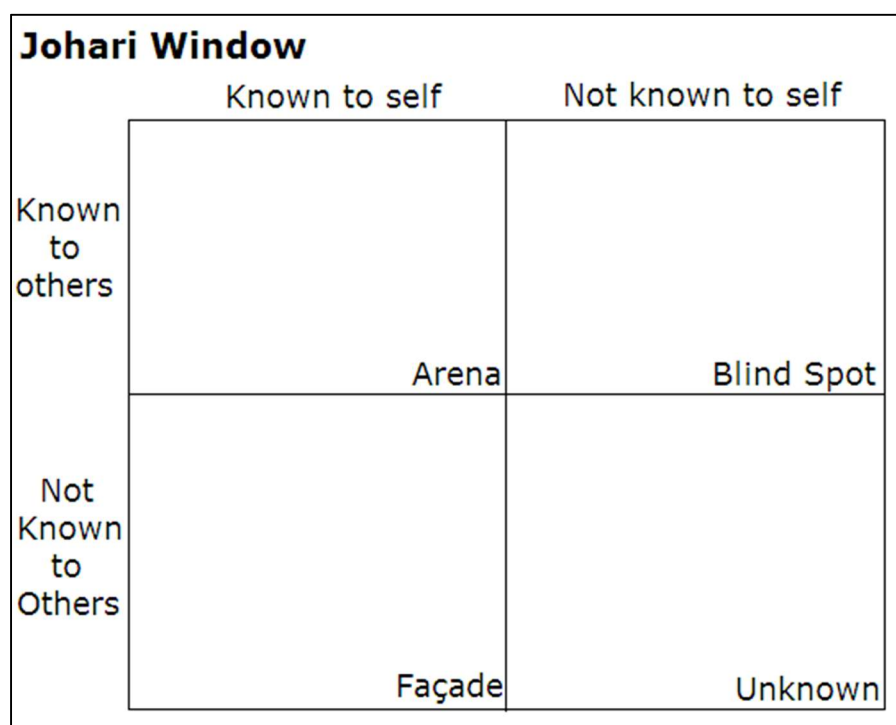 Johari Window
Known to self
Not known to self
Known
to
others
Arena
Blind Spot
Not
Known
to
Others
Façade
Unknown